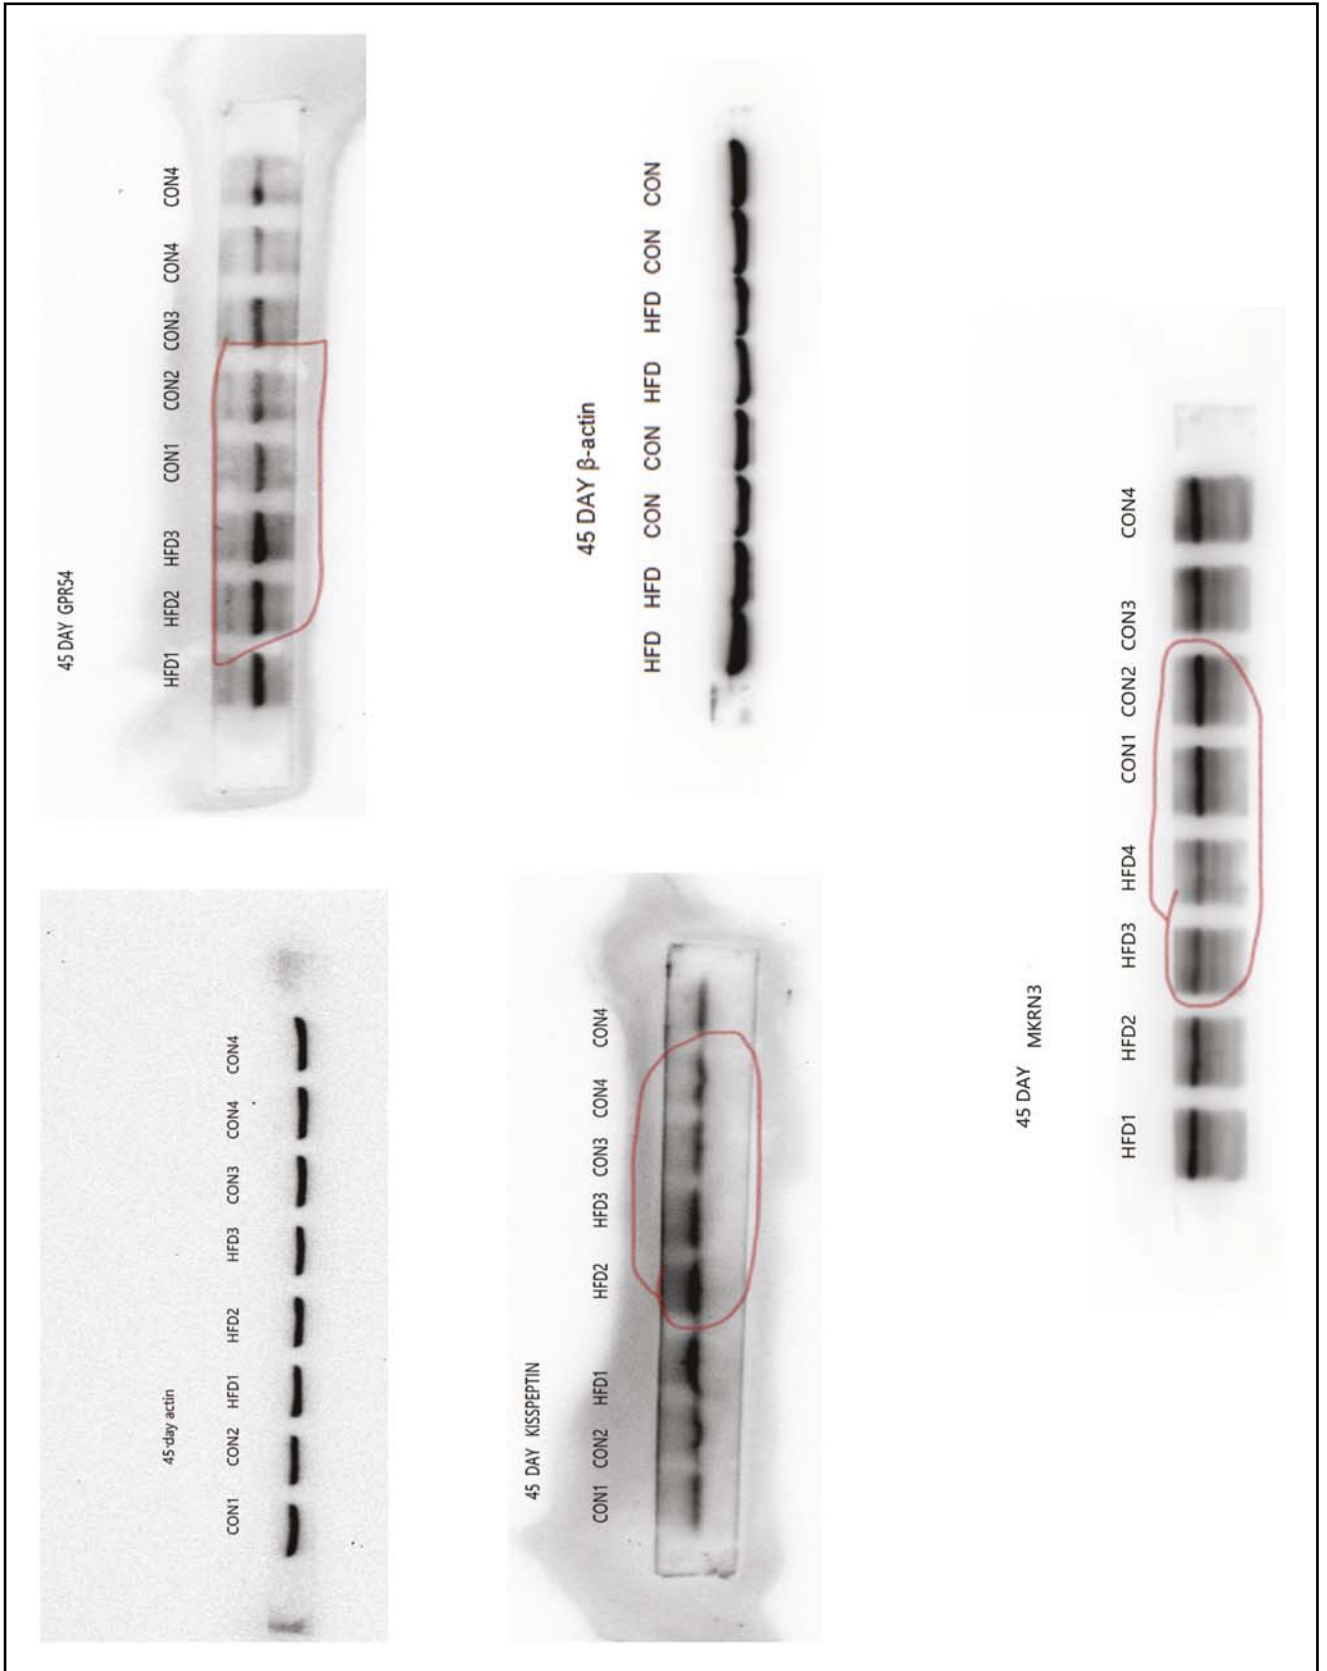 45 DAY GPR54
HFD1 HFD2 HFD3 CON1 CON2 CON3 CON4 CON4
45-day actin
CON1 CON2 HFD1 HFD2 HFD3 CON3 CON4 CON4
45 DAY β-actin
HFD HFD CON CON HFD HFD CON CON
45 DAY KISSPEPTIN
CON1 CON2 HFD1 HFD2 HFD3 CON3 CON4 CON4
45 DAY MKRN3
HFD1 HFD2 HFD3 HFD4 CON1 CON2 CON3 CON4